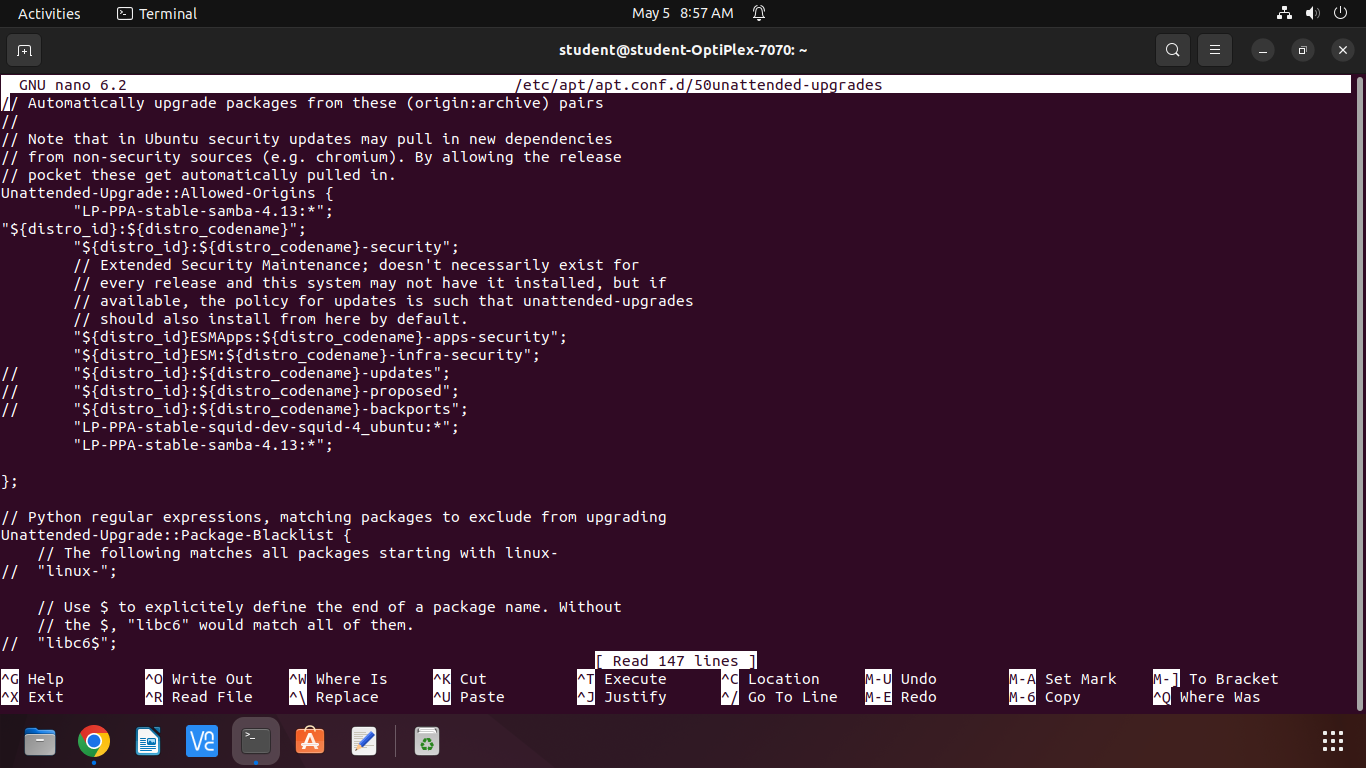 Activities Terminal May 5 8:57 AM
student@student-OptiPlex-7070: ~
GNU nano 6.2 /etc/apt/apt.conf.d/50unattended-upgrades
// Automatically upgrade packages from these (origin:archive) pairs
//
// Note that in Ubuntu security updates may pull in new dependencies
// from non-security sources (e.g. chromium). By allowing the release
// pocket these get automatically pulled in.
Unattended-Upgrade::Allowed-Origins {
"LP-PPA-stable-samba-4.13:*";
"${distro_id}:${distro_codename}";
"${distro_id}:${distro_codename}-security";
// Extended Security Maintenance; doesn't necessarily exist for
// every release and this system may not have it installed, but if
// available, the policy for updates is such that unattended-upgrades
// should also install from here by default.
"${distro_id}ESMApps:${distro_codename}-apps-security";
"${distro_id}ESM:${distro_codename}-infra-security";
// "${distro_id}:${distro_codename}-updates";
// "${distro_id}:${distro_codename}-proposed";
// "${distro_id}:${distro_codename}-backports";
"LP-PPA-stable-squid-dev-squid-4_ubuntu:*";
"LP-PPA-stable-samba-4.13:*";
};
// Python regular expressions, matching packages to exclude from upgrading
Unattended-Upgrade::Package-Blacklist {
// The following matches all packages starting with linux-
// "linux-";
// Use $ to explicitely define the end of a package name. Without
// the $, "libc6" would match all of them.
// "libc6$";
[ Read 147 lines ]
^G Help ^O Write Out ^W Where Is ^K Cut ^T Execute ^C Location M-U Undo M-A Set Mark M-] To Bracket
^X Exit ^R Read File ^\ Replace ^U Paste ^J Justify ^/ Go To Line M-E Redo M-6 Copy ^Q Where Was